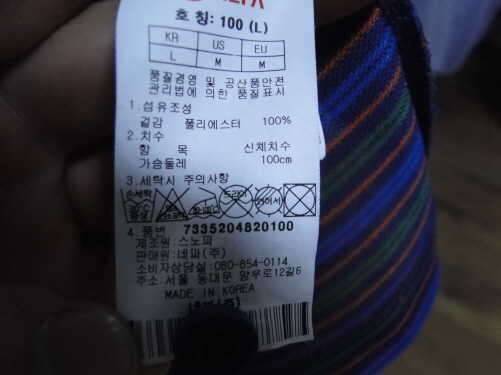 호 칭: 100 (L)
KR US EU
L M M
품질경영 및 공산품안전
관리법에 의한 품질표시
1.섬유조성
겉감 폴리에스터 100%
2.치수
항 목 신체치수
가슴둘레 100cm
3.세탁시 주의사항
4.품번 7335204820100
제조원 스노파
판매원:네파(주)
소비자상담실:080-854-0114
주소:서울 동대문 망우로12길6
MADE IN KOREA